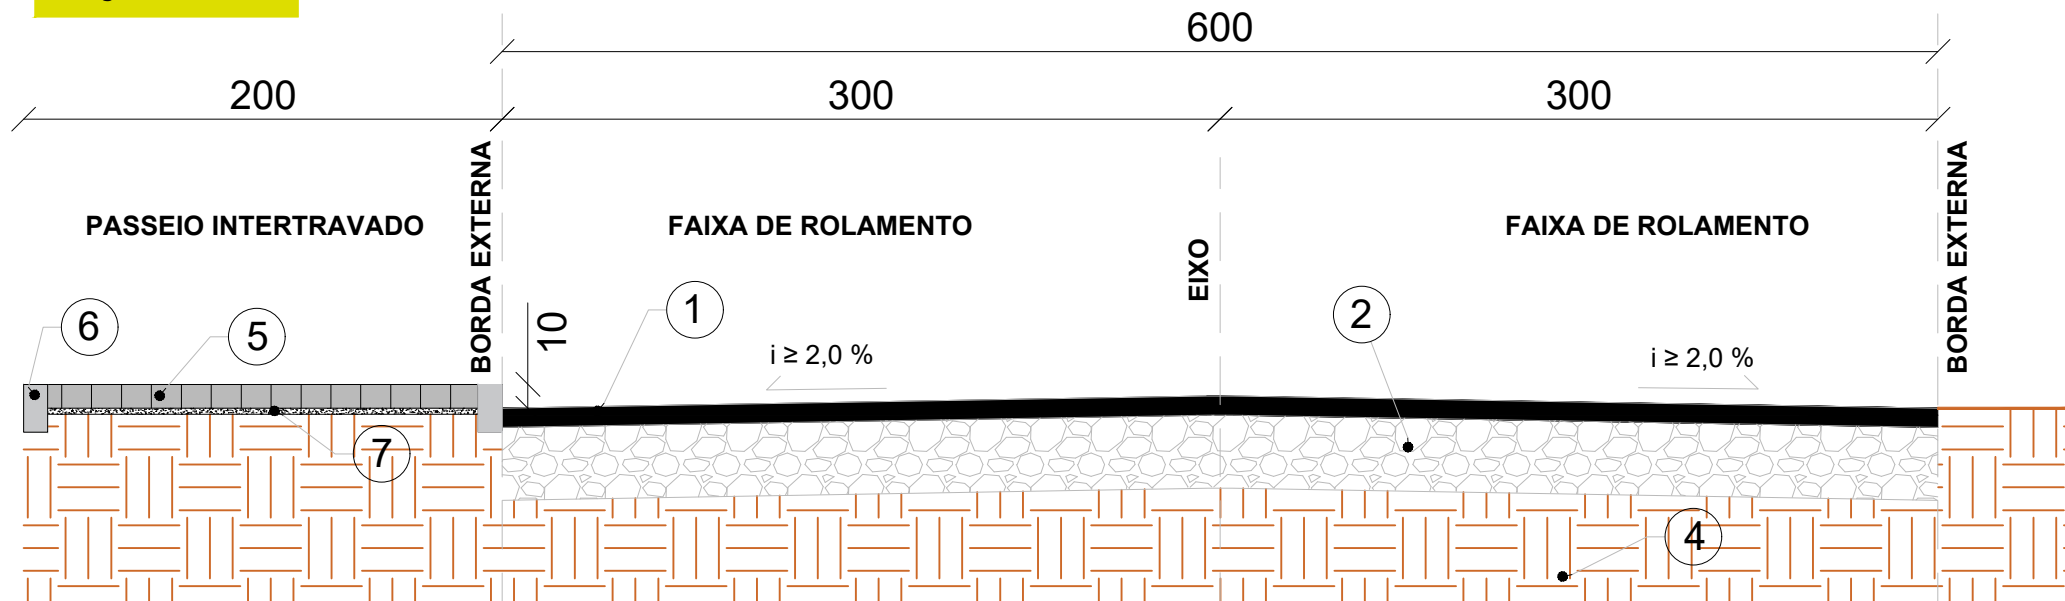 600
200
300
300
PASSEIO INTERTRAVADO
BORDA EXTERNA
FAIXA DE ROLAMENTO
EIXO
FAIXA DE ROLAMENTO
BORDA EXTERNA
6
5
10
1
i ≥ 2,0 %
2
i ≥ 2,0 %
7
4